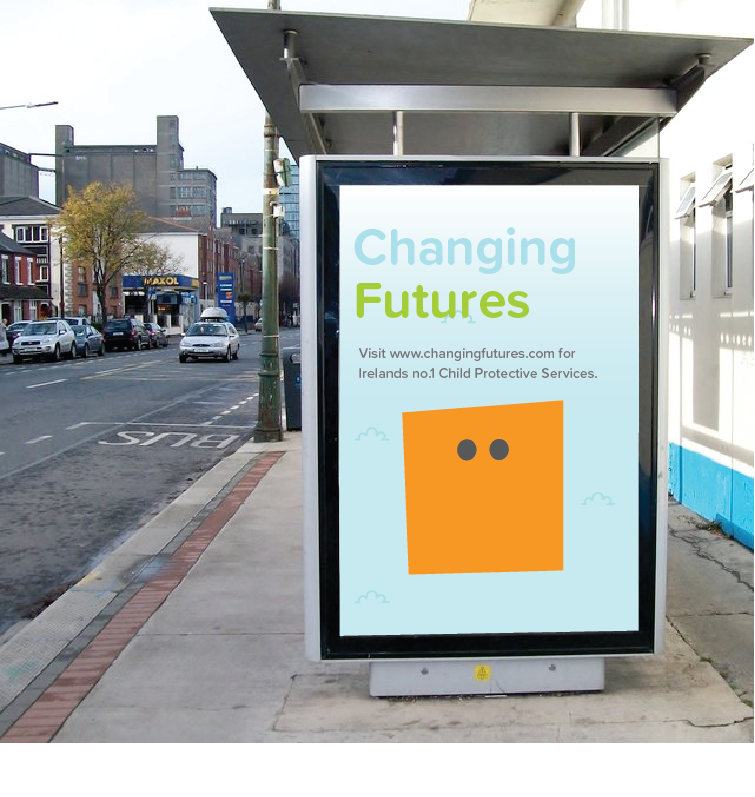 MAXOL
BUS
Changing
Futures
Visit www.changingfutures.com for
Irelands no.1 Child Protective Services.